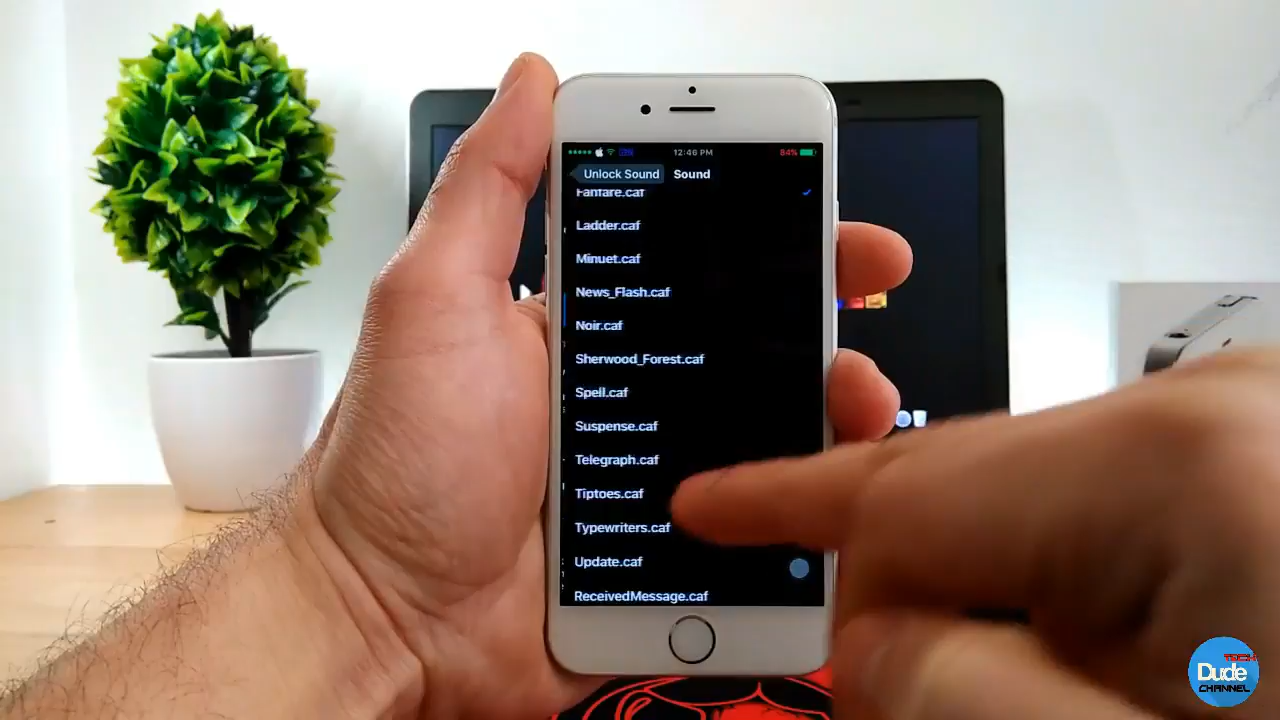 12:46 PM
84%
Unlock Sound
Sound
Fanfare.caf
Ladder.caf
Minuet.caf
News_Flash.caf
Noir.caf
Sherwood_Forest.caf
Spell.caf
Suspense.caf
Telegraph.caf
Tiptoes.caf
Typewriters.caf
Update.caf
ReceivedMessage.caf
TECH
Dude
CHANNEL